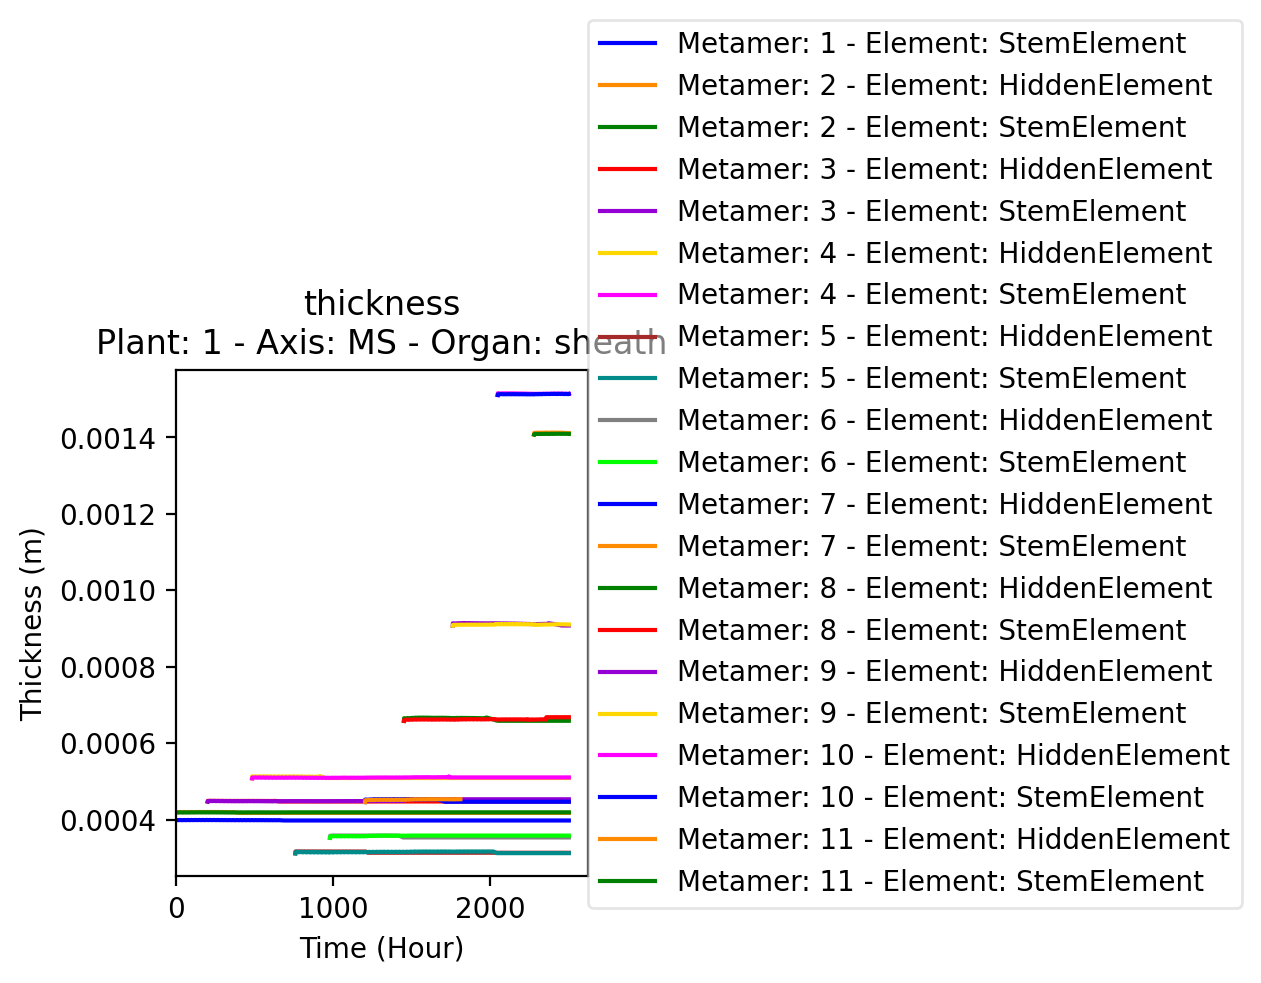 thickness
Plant: 1 - Axis: MS - Organ: sheath
Thickness (m)
0.0014
0.0012
0.0010
0.0008
0.0006
0.0004
0
1000
2000
Time (Hour)
Metamer: 1 - Element: StemElement
Metamer: 2 - Element: HiddenElement
Metamer: 2 - Element: StemElement
Metamer: 3 - Element: HiddenElement
Metamer: 3 - Element: StemElement
Metamer: 4 - Element: HiddenElement
Metamer: 4 - Element: StemElement
Metamer: 5 - Element: HiddenElement
Metamer: 5 - Element: StemElement
Metamer: 6 - Element: HiddenElement
Metamer: 6 - Element: StemElement
Metamer: 7 - Element: HiddenElement
Metamer: 7 - Element: StemElement
Metamer: 8 - Element: HiddenElement
Metamer: 8 - Element: StemElement
Metamer: 9 - Element: HiddenElement
Metamer: 9 - Element: StemElement
Metamer: 10 - Element: HiddenElement
Metamer: 10 - Element: StemElement
Metamer: 11 - Element: HiddenElement
Metamer: 11 - Element: StemElement